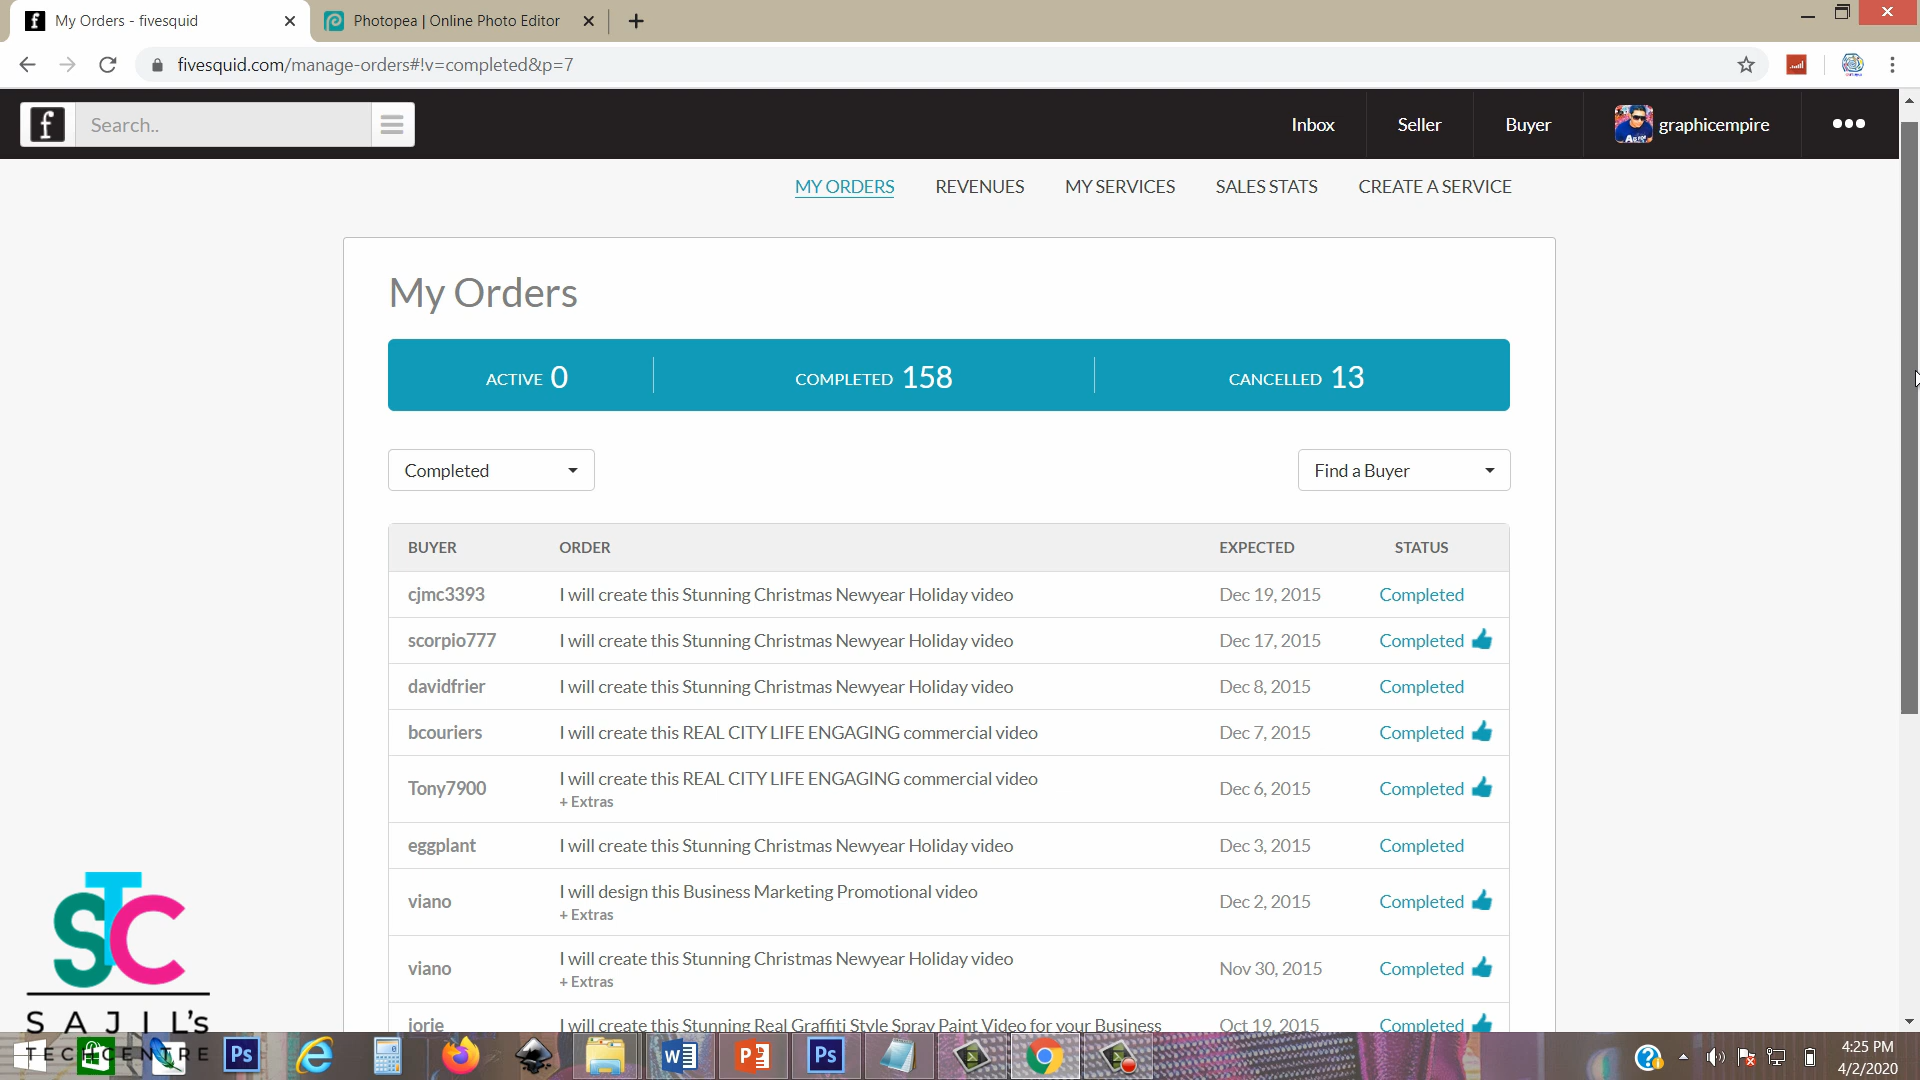 My Orders - fivesquid
Photopea | Online Photo Editor
fivesquid.com/manage-orders#!v=completed&p=7
f
Search..
Inbox
Seller
Buyer
graphicempire
MY ORDERS
REVENUES
MY SERVICES
SALES STATS
CREATE A SERVICE
My Orders
ACTIVE 0
COMPLETED 158
CANCELLED 13
Completed
Find a Buyer
BUYER ORDER EXPECTED STATUS
cjmc3393 I will create this Stunning Christmas Newyear Holiday video Dec 19, 2015 Completed
scorpio777 I will create this Stunning Christmas Newyear Holiday video Dec 17, 2015 Completed
davidfrier I will create this Stunning Christmas Newyear Holiday video Dec 8, 2015 Completed
bcouriers I will create this REAL CITY LIFE ENGAGING commercial video Dec 7, 2015 Completed
Tony7900 I will create this REAL CITY LIFE ENGAGING commercial video Dec 6, 2015 Completed
+ Extras
eggplant I will create this Stunning Christmas Newyear Holiday video Dec 3, 2015 Completed
viano I will design this Business Marketing Promotional video Dec 2, 2015 Completed
+ Extras
viano I will create this Stunning Christmas Newyear Holiday video Nov 30, 2015 Completed
+ Extras
jorie I will create this Stunning Real Graffiti Style Spray Paint Video for your Business Oct 19, 2015 Completed
STC
SAJIL's
TECHCENTRE
Ps
Ps
4:25 PM
4/2/2020